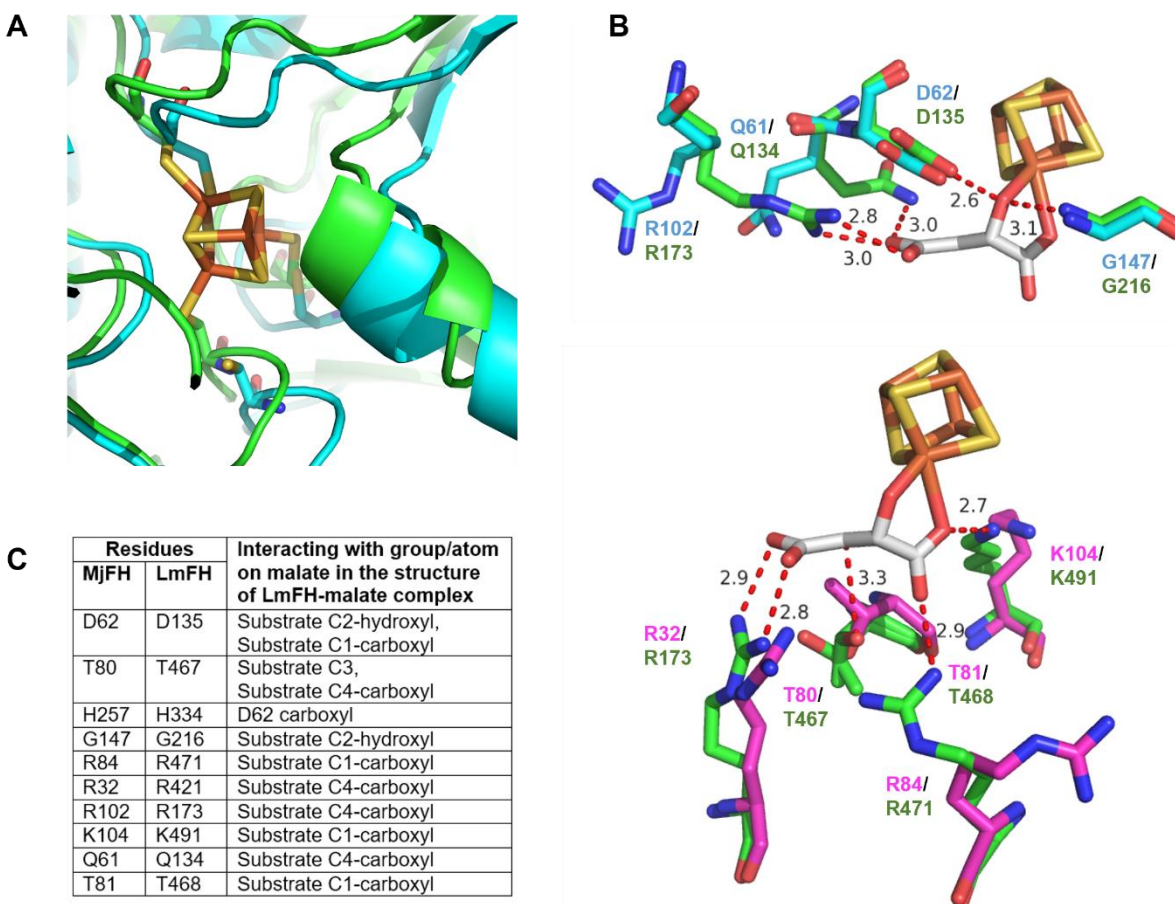 A
B
D62/
D135
Q61/
Q134
2.6
2.8
3.0
3.1
R102/
R173
3.0
G147/
G216
2.7
K104/
K491
2.9
3.3
2.8
2.9
R32/
R173
T81/
T468
T80/
T467
R84/
R471
C
Residues
Interacting with group/atom
on malate in the structure
of LmFH-malate complex
MjFH LmFH
D62 D135 Substrate C2-hydroxyl,
Substrate C1-carboxyl
T80 T467 Substrate C3,
Substrate C4-carboxyl
H257 H334 D62 carboxyl
G147 G216 Substrate C2-hydroxyl
R84 R471 Substrate C1-carboxyl
R32 R421 Substrate C4-carboxyl
R102 R173 Substrate C4-carboxyl
K104 K491 Substrate C1-carboxyl
Q61 Q134 Substrate C4-carboxyl
T81 T468 Substrate C1-carboxyl